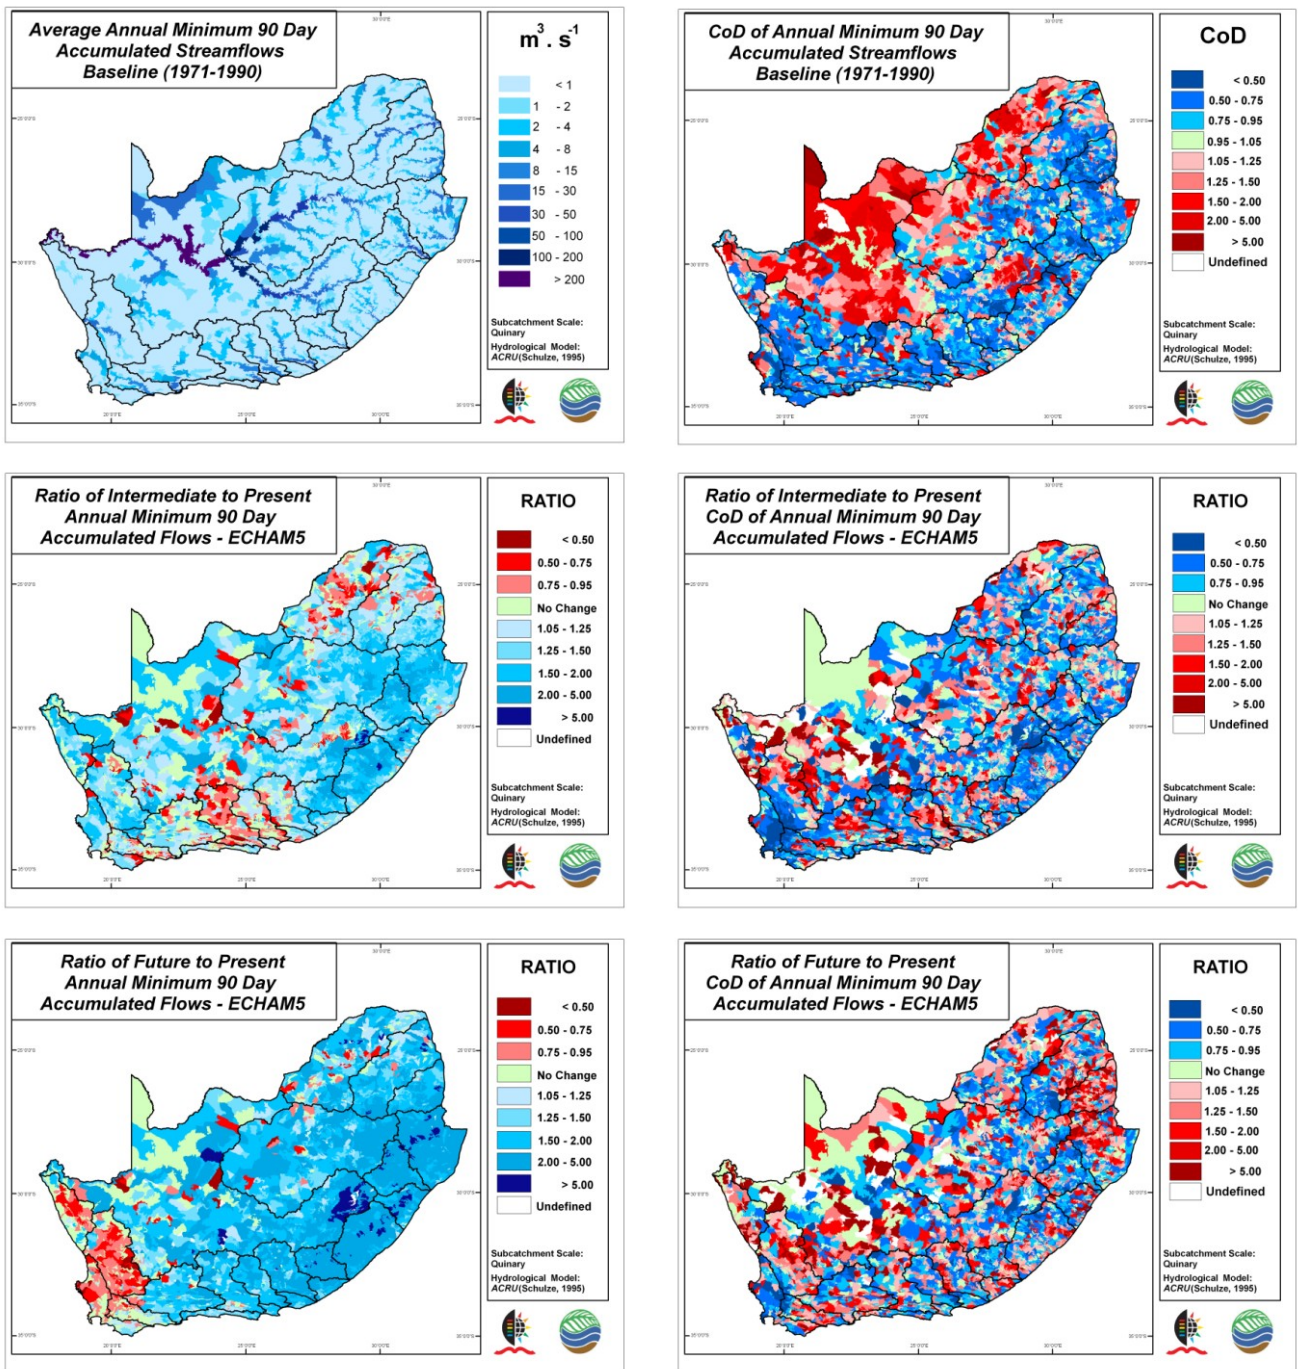 Average Annual Minimum 90 Day
Accumulated Streamflows
Baseline (1971-1990)
m³ . s⁻¹
< 1
1 - 2
2 - 4
4 - 8
8 - 15
15 - 30
30 - 50
50 - 100
100 - 200
> 200
Subcatchment Scale:
Quinary
Hydrological Model:
ACRU(Schulze, 1995)
CoD of Annual Minimum 90 Day
Accumulated Streamflows
Baseline (1971-1990)
CoD
< 0.50
0.50 - 0.75
0.75 - 0.95
0.95 - 1.05
1.05 - 1.25
1.25 - 1.50
1.50 - 2.00
2.00 - 5.00
> 5.00
Undefined
Subcatchment Scale:
Quinary
Hydrological Model:
ACRU(Schulze, 1995)
Ratio of Intermediate to Present
Annual Minimum 90 Day
Accumulated Flows - ECHAM5
RATIO
< 0.50
0.50 - 0.75
0.75 - 0.95
No Change
1.05 - 1.25
1.25 - 1.50
1.50 - 2.00
2.00 - 5.00
> 5.00
Undefined
Subcatchment Scale:
Quinary
Hydrological Model:
ACRU(Schulze, 1995)
Ratio of Intermediate to Present
CoD of Annual Minimum 90 Day
Accumulated Flows - ECHAM5
RATIO
< 0.50
0.50 - 0.75
0.75 - 0.95
No Change
1.05 - 1.25
1.25 - 1.50
1.50 - 2.00
2.00 - 5.00
> 5.00
Undefined
Subcatchment Scale:
Quinary
Hydrological Model:
ACRU(Schulze, 1995)
Ratio of Future to Present
Annual Minimum 90 Day
Accumulated Flows - ECHAM5
RATIO
< 0.50
0.50 - 0.75
0.75 - 0.95
No Change
1.05 - 1.25
1.25 - 1.50
1.50 - 2.00
2.00 - 5.00
> 5.00
Undefined
Subcatchment Scale:
Quinary
Hydrological Model:
ACRU(Schulze, 1995)
Ratio of Future to Present
CoD of Annual Minimum 90 Day
Accumulated Flows - ECHAM5
RATIO
< 0.50
0.50 - 0.75
0.75 - 0.95
No Change
1.05 - 1.25
1.25 - 1.50
1.50 - 2.00
2.00 - 5.00
> 5.00
Undefined
Subcatchment Scale:
Quinary
Hydrological Model:
ACRU(Schulze, 1995)